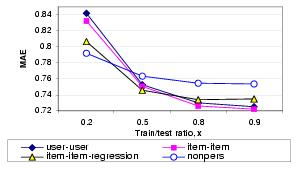 0.84
0.82
0.8
0.78
0.76
0.74
0.72
MAE
0.2 0.5 0.8 0.9
Train/test ratio, x
user-user item-item
item-item-regression nonpers